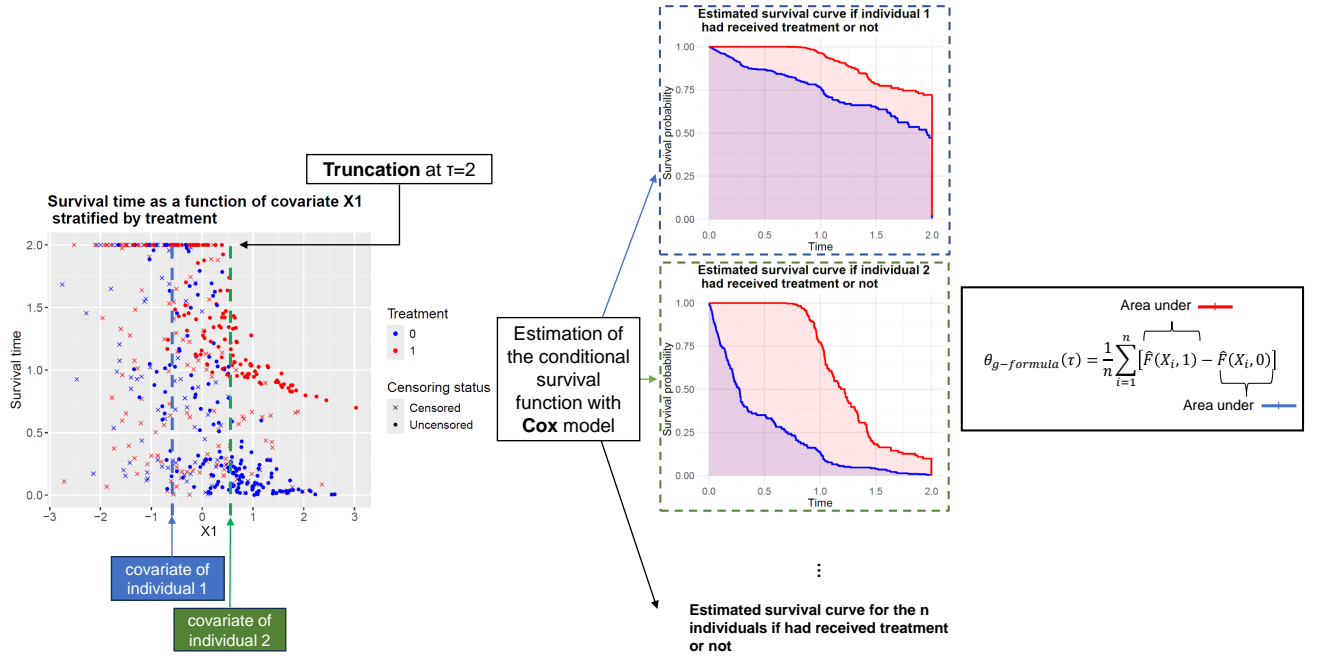 Truncation at τ=2
Survival time as a function of covariate X1
stratified by treatment
Survival time
2.0
1.5
1.0
0.5
0.0
−3
−2
−1
0
1
2
3
X1
Treatment
0
1
Censoring status
Censored
Uncensored
covariate of
individual 1
covariate of
individual 2
Estimation of
the conditional
survival
function with
Cox model
Estimated survival curve if individual 1
had received treatment or not
Survival probability
1.00
0.75
0.50
0.25
0.00
0.0
0.5
1.0
1.5
2.0
Time
Estimated survival curve if individual 2
had received treatment or not
Survival probability
1.00
0.75
0.50
0.25
0.00
0.0
0.5
1.0
1.5
2.0
Time
⋮
Estimated survival curve for the n
individuals if had received treatment
or not
Area under
θ_{g−formula}(τ) = \frac{1}{n} \sum_{i=1}^{n} [F̂(X_i, 1) − F̂(X_i, 0)]
Area under